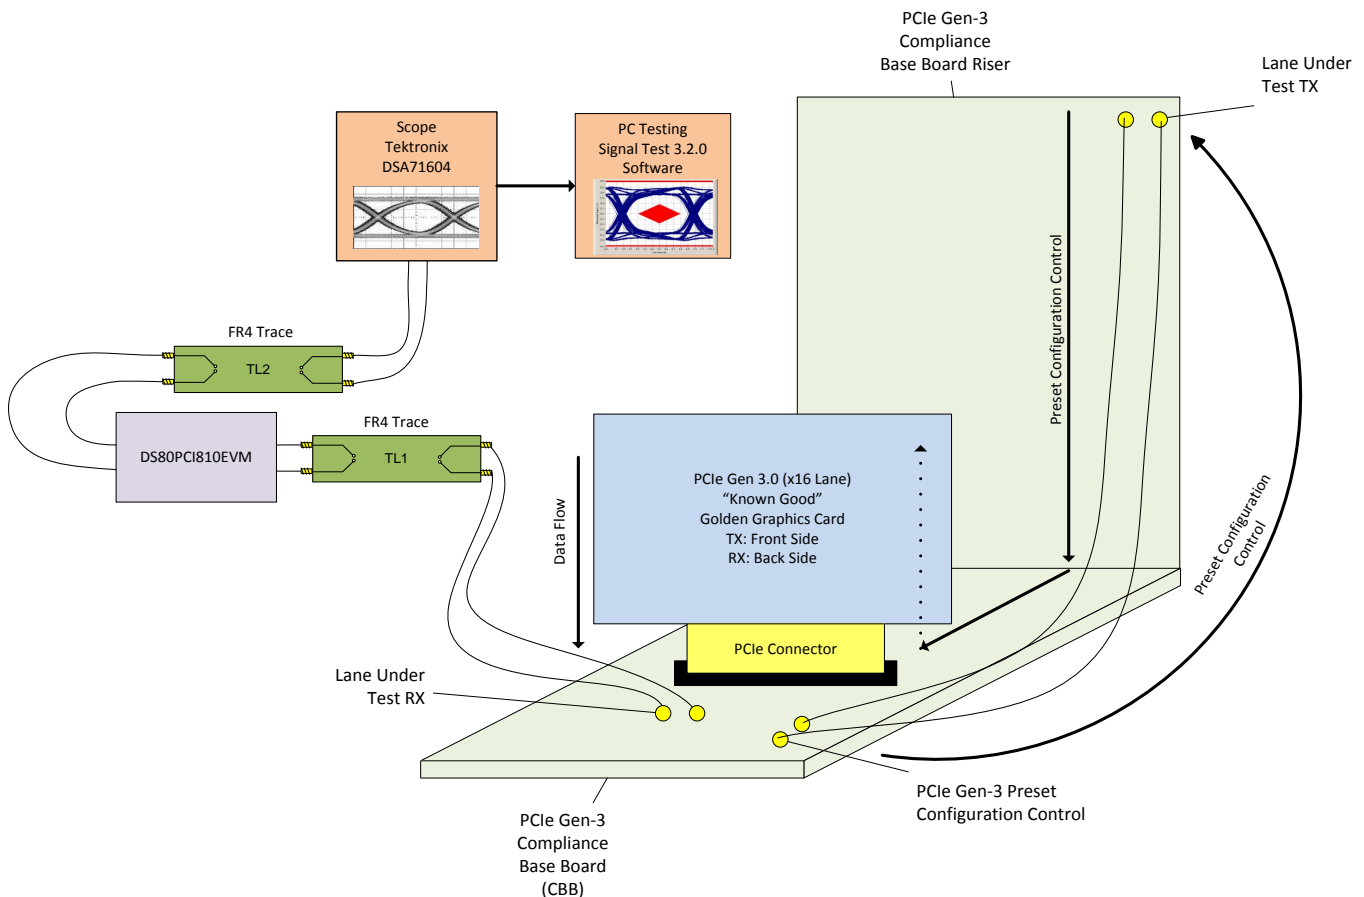 PCIe Gen-3
Compliance
Base Board Riser
Lane Under
Test TX
Scope
Tektronix
DSA71604
PC Testing
Signal Test 3.2.0
Software
Preset Configuration Control
FR4 Trace
TL2
FR4 Trace
DS80PCI810EVM
TL1
Data Flow
PCIe Gen 3.0 (x16 Lane)
“Known Good”
Golden Graphics Card
TX: Front Side
RX: Back Side
Preset Configuration
Control
PCIe Connector
Lane Under
Test RX
PCIe Gen-3 Preset
Configuration Control
PCIe Gen-3
Compliance
Base Board
(CBB)